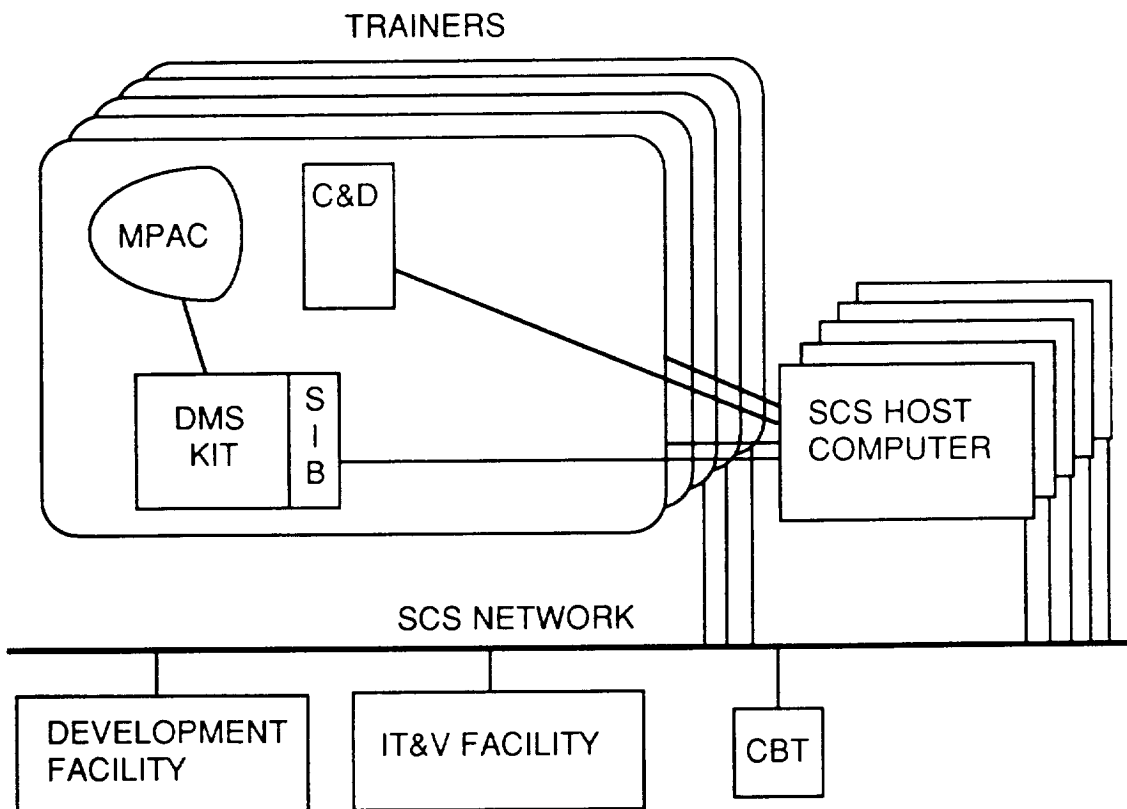 TRAINERS
MPAC
C&D
DMS
KIT
S
I
B
SCS HOST
COMPUTER
SCS NETWORK
DEVELOPMENT
FACILITY
IT&V FACILITY
CBT